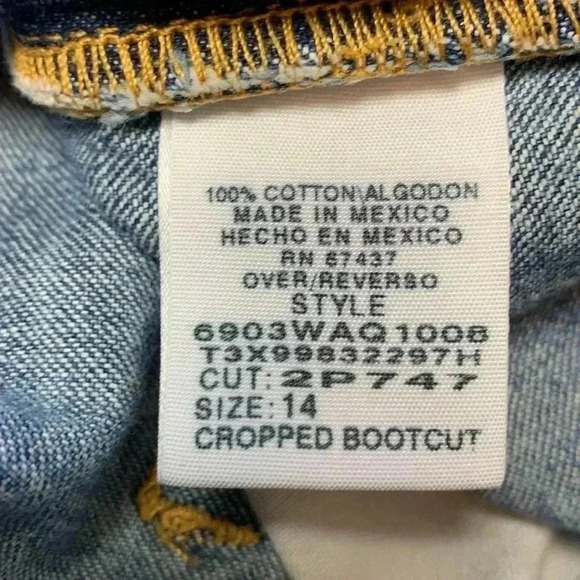 100% COTTON\ALGODON
MADE IN MEXICO
HECHO EN MEXICO
RN 67437
OVER/REVERSO
STYLE
6903WAQ1008
T3X99832297H
CUT: 2P747
SIZE: 14
CROPPED BOOTCUT